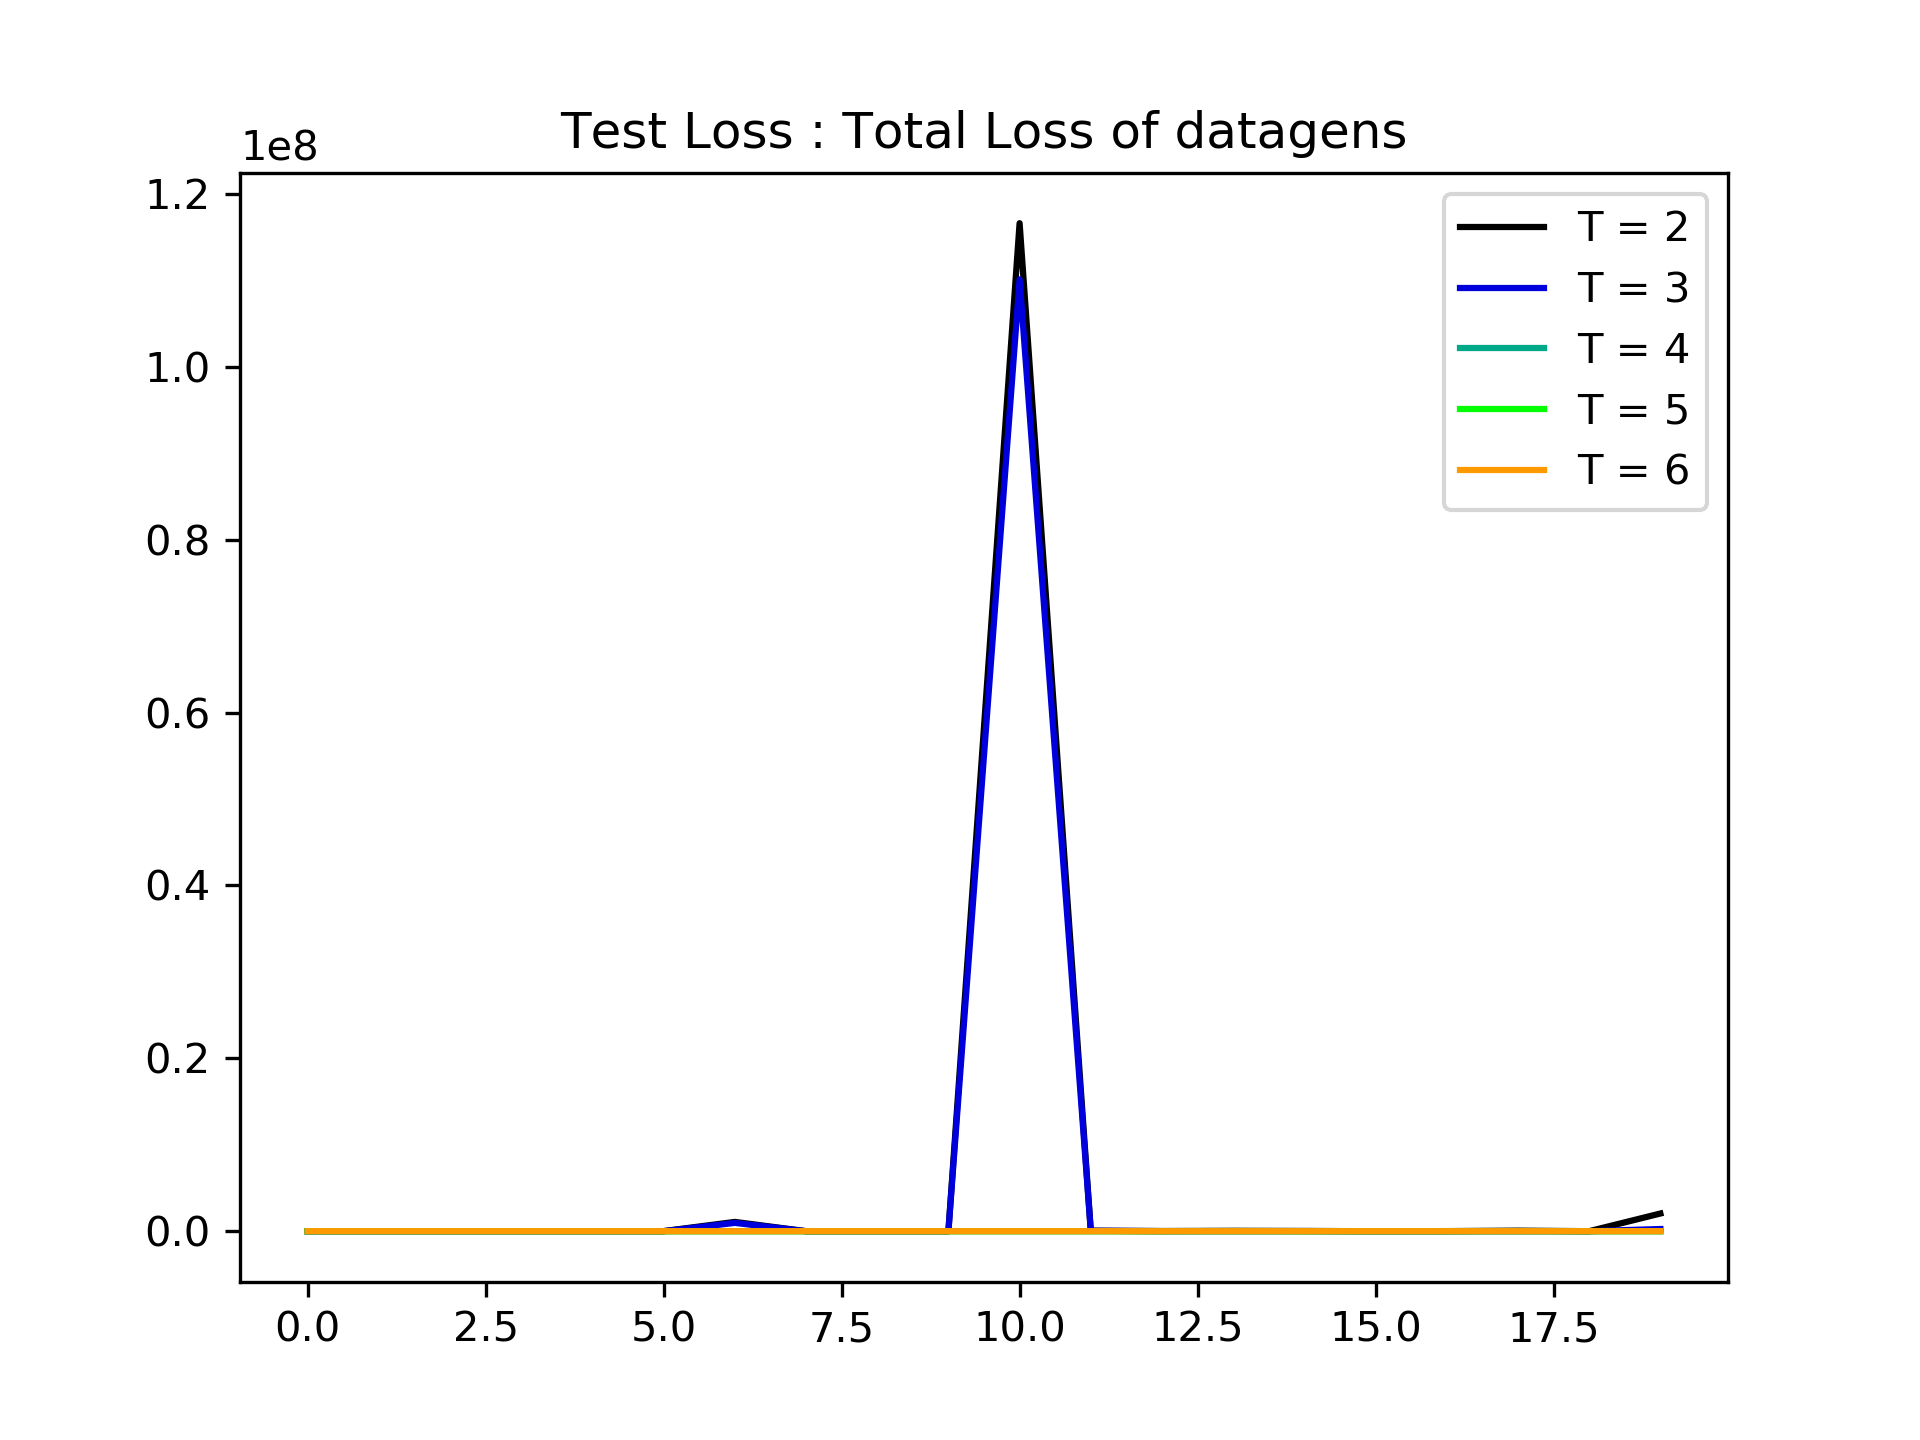 Test Loss : Total Loss of datagens
1e8
1.2
1.0
0.8
0.6
0.4
0.2
0.0
0.0 2.5 5.0 7.5 10.0 12.5 15.0 17.5
T = 2
T = 3
T = 4
T = 5
T = 6